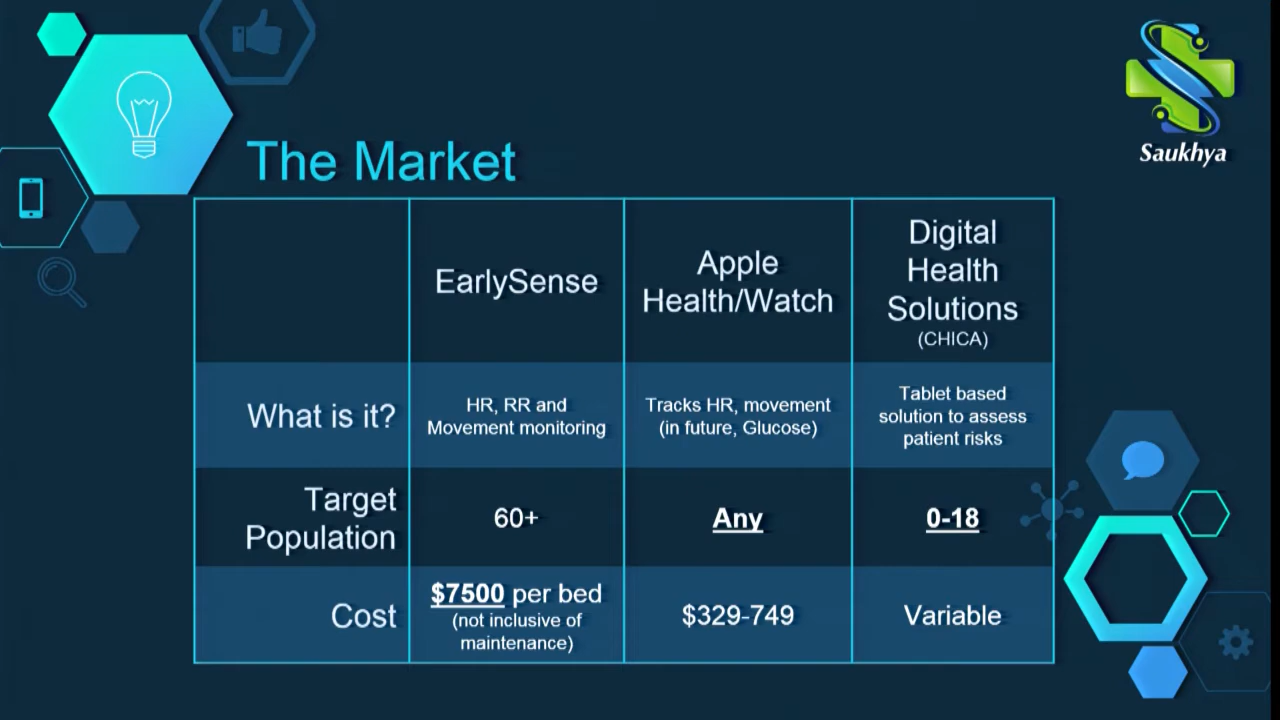 Saukhya
The Market
EarlySense
Apple
Health/Watch
Digital
Health
Solutions
(CHICA)
What is it?
HR, RR and
Movement monitoring
Tracks HR, movement
(in future, Glucose)
Tablet based
solution to assess
patient risks
Target
Population
60+
Any
0-18
Cost
$7500 per bed
(not inclusive of
maintenance)
$329-749
Variable